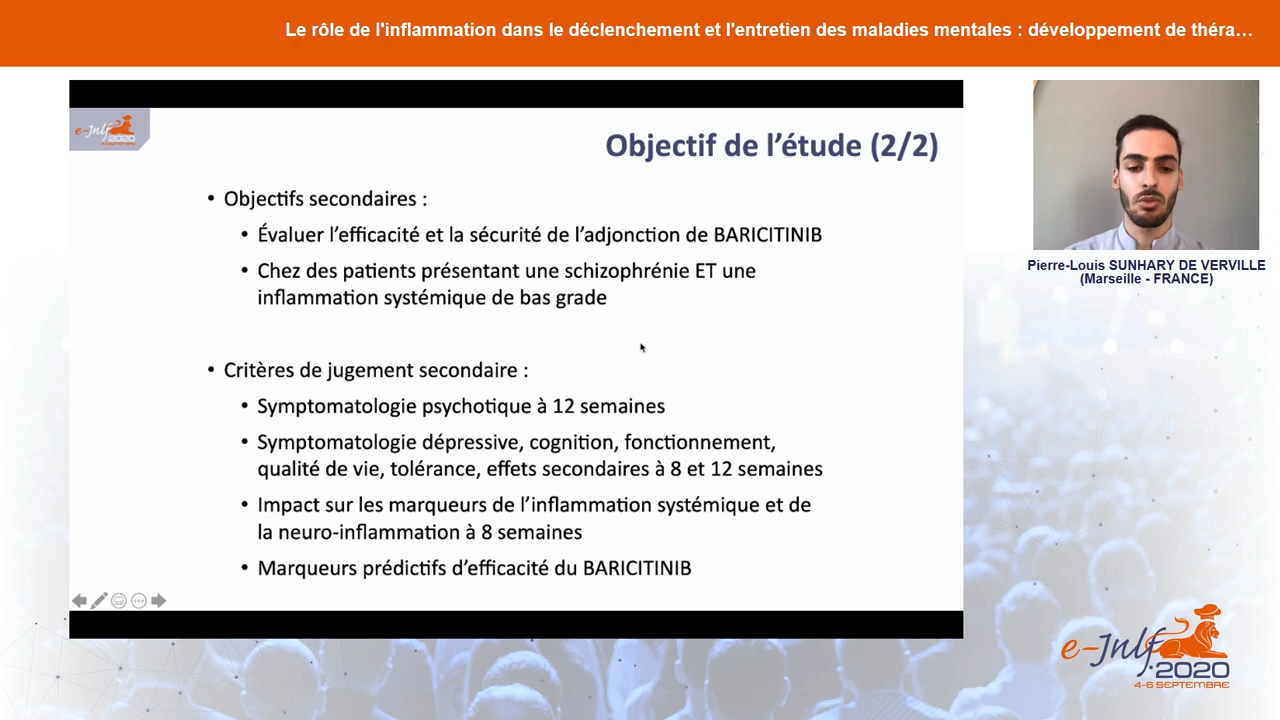 Le rôle de l'inflammation dans le déclenchement et l'entretien des maladies mentales : développement de théra…
e-Jnlf
2020
4-6 SEPTEMBRE
Objectif de l'étude (2/2)
• Objectifs secondaires :
• Évaluer l'efficacité et la sécurité de l'adjonction de BARICITINIB
• Chez des patients présentant une schizophrénie ET une
inflammation systémique de bas grade
• Critères de jugement secondaire :
• Symptomatologie psychotique à 12 semaines
• Symptomatologie dépressive, cognition, fonctionnement,
qualité de vie, tolérance, effets secondaires à 8 et 12 semaines
• Impact sur les marqueurs de l'inflammation systémique et de
la neuro-inflammation à 8 semaines
• Marqueurs prédictifs d'efficacité du BARICITINIB
Pierre-Louis SUNHARY DE VERVILLE
(Marseille - FRANCE)
e-Jnlf
2020
4-6 SEPTEMBRE